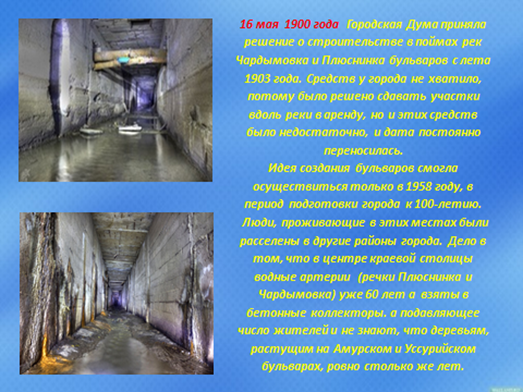 16 мая 1900 года Городская Дума приняла
решение о строительстве в поймах рек
Чардымовка и Плюснинка бульваров с лета
1903 года. Средств у города не хватило,
потому было решено сдавать участки
вдоль реки в аренду, но и этих средств
было недостаточно, и дата постоянно
переносилась.
Идея создания бульваров смогла
осуществиться только в 1958 году, в
период подготовки города к 100-летию.
Люди, проживающие в этих местах были
расселены в другие районы города. Дело в
том, что в центре краевой столицы
водные артерии (речки Плюснинка и
Чардымовка) уже 60 лет а взяты в
бетонные коллекторы. а подавляющее
число жителей и не знают, что деревьям,
растущим на Амурском и Уссурийском
бульварах, ровно столько же лет.